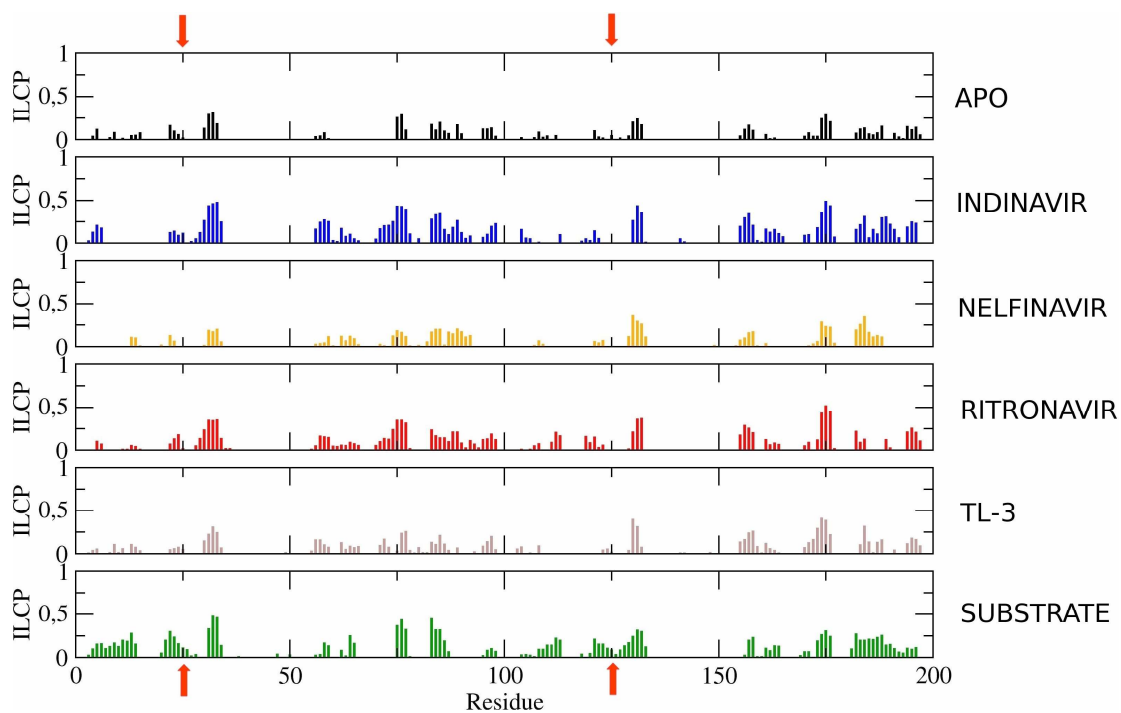 1
0,5
0
ILCP
APO
1
0,5
0
ILCP
INDINAVIR
1
0,5
0
ILCP
NELFINAVIR
1
0,5
0
ILCP
RITRONAVIR
1
0,5
0
ILCP
TL-3
1
0,5
0
ILCP
SUBSTRATE
0 50 100 150 200
Residue